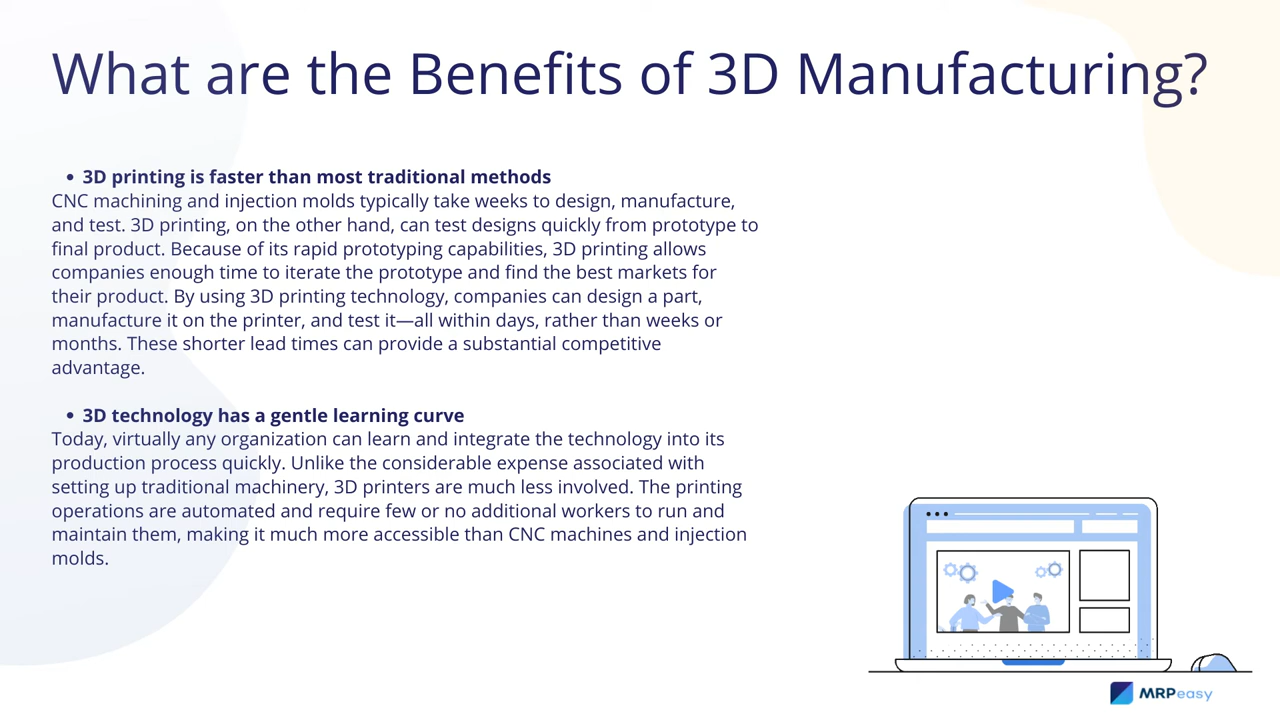 What are the Benefits of 3D Manufacturing?
• 3D printing is faster than most traditional methods
CNC machining and injection molds typically take weeks to design, manufacture,
and test. 3D printing, on the other hand, can test designs quickly from prototype to
final product. Because of its rapid prototyping capabilities, 3D printing allows
companies enough time to iterate the prototype and find the best markets for
their product. By using 3D printing technology, companies can design a part,
manufacture it on the printer, and test it—all within days, rather than weeks or
months. These shorter lead times can provide a substantial competitive
advantage.
• 3D technology has a gentle learning curve
Today, virtually any organization can learn and integrate the technology into its
production process quickly. Unlike the considerable expense associated with
setting up traditional machinery, 3D printers are much less involved. The printing
operations are automated and require few or no additional workers to run and
maintain them, making it much more accessible than CNC machines and injection
molds.
MRPeasy